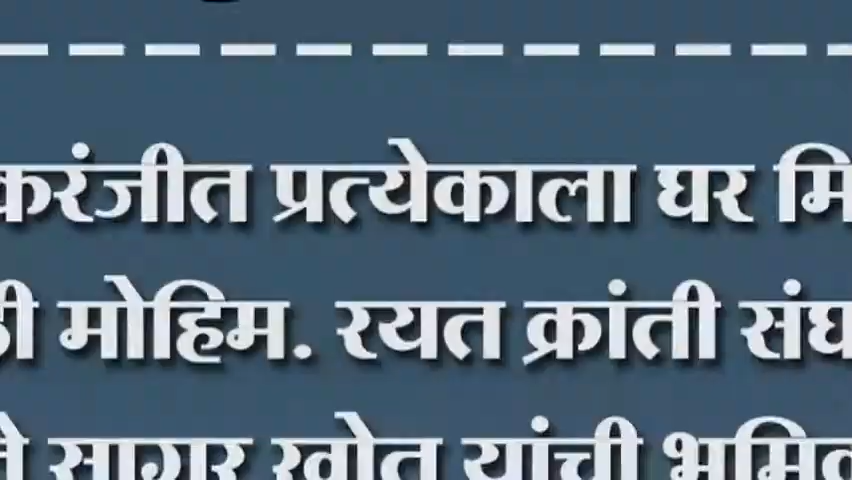 करंजीत प्रत्येकाला घर
मोहिम. रयत क्रांती
सागर खोत यांची